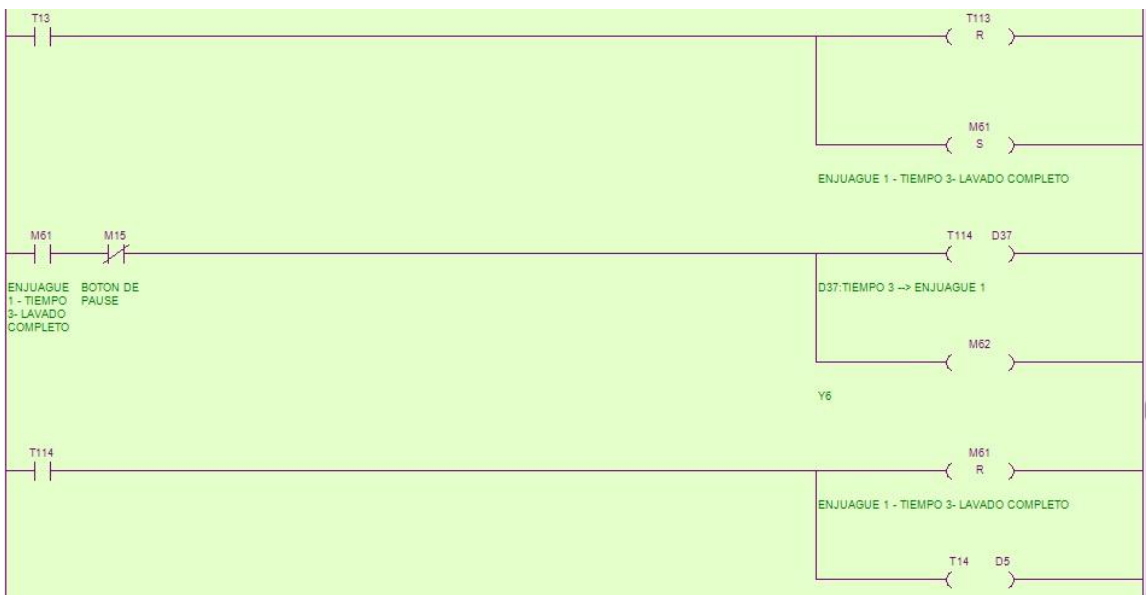 T13
T113
R
M61
S
ENJUAGUE 1 - TIEMPO 3- LAVADO COMPLETO
M61
M15
T114 D37
ENJUAGUE
1 - TIEMPO
3- LAVADO
COMPLETO
BOTON DE
PAUSE
D37:TIEMPO 3 --> ENJUAGUE 1
M62
Y6
T114
M61
R
ENJUAGUE 1 - TIEMPO 3- LAVADO COMPLETO
T14 D5